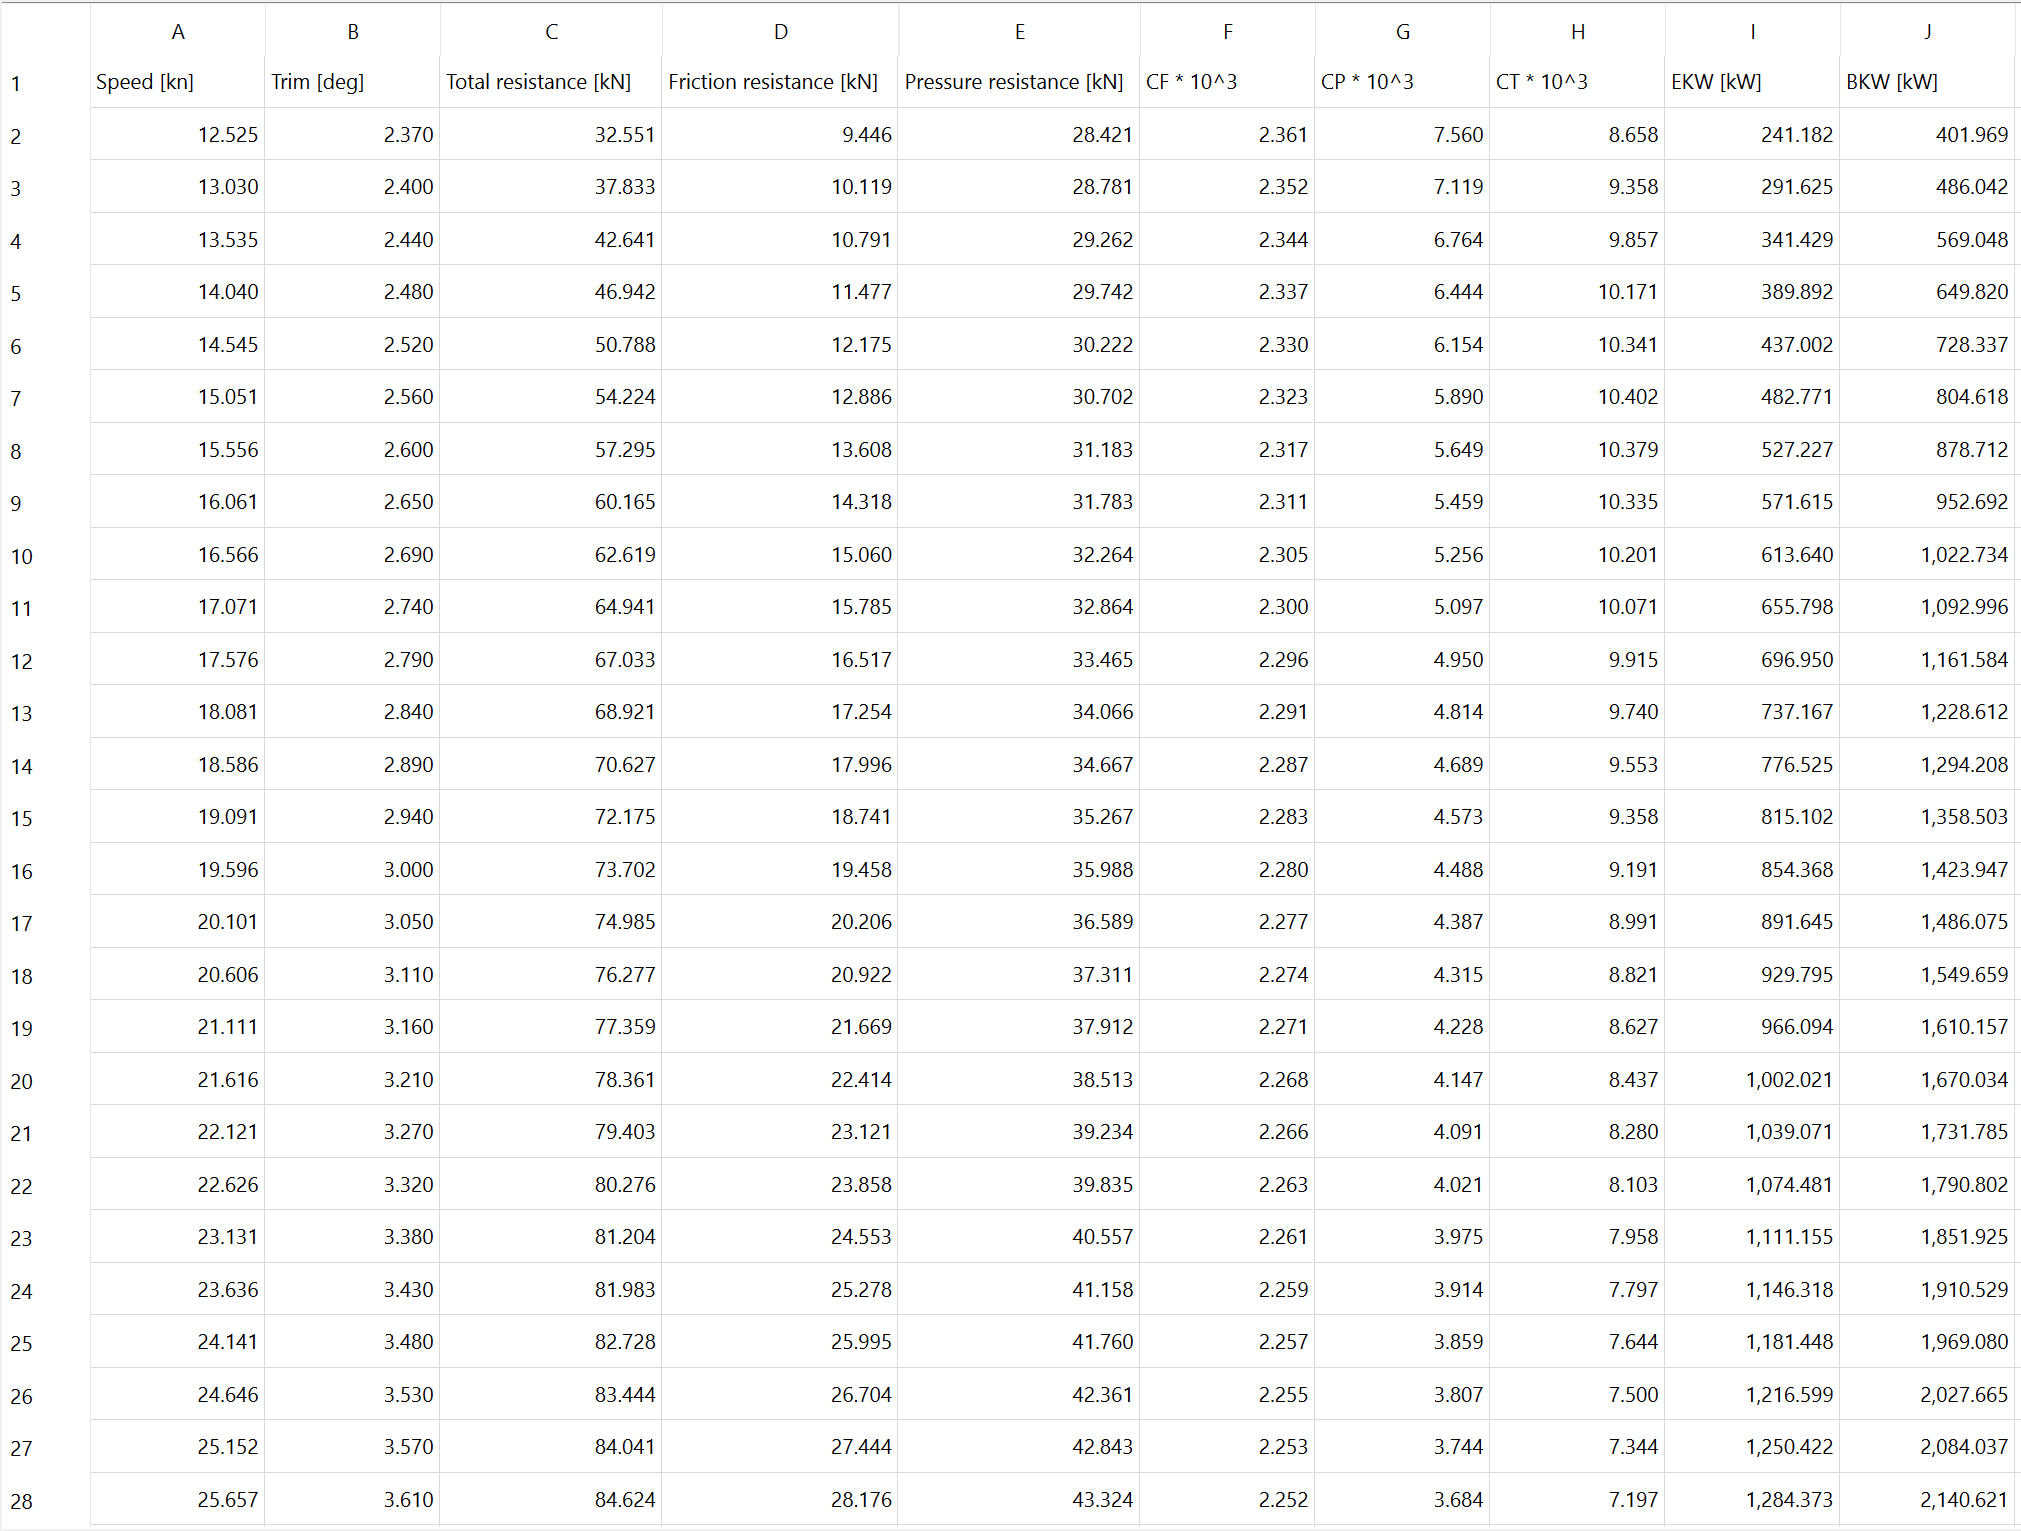 A B C D E F G H I J
1 Speed [kn] Trim [deg] Total resistance [kN] Friction resistance [kN] Pressure resistance [kN] CF * 10^3 CP * 10^3 CT * 10^3 EKW [kW] BKW [kW]
2 12.525 2.370 32.551 9.446 28.421 2.361 7.560 8.658 241.182 401.969
3 13.030 2.400 37.833 10.119 28.781 2.352 7.119 9.358 291.625 486.042
4 13.535 2.440 42.641 10.791 29.262 2.344 6.764 9.857 341.429 569.048
5 14.040 2.480 46.942 11.477 29.742 2.337 6.444 10.171 389.892 649.820
6 14.545 2.520 50.788 12.175 30.222 2.330 6.154 10.341 437.002 728.337
7 15.051 2.560 54.224 12.886 30.702 2.323 5.890 10.402 482.771 804.618
8 15.556 2.600 57.295 13.608 31.183 2.317 5.649 10.379 527.227 878.712
9 16.061 2.650 60.165 14.318 31.783 2.311 5.459 10.335 571.615 952.692
10 16.566 2.690 62.619 15.060 32.264 2.305 5.256 10.201 613.640 1,022.734
11 17.071 2.740 64.941 15.785 32.864 2.300 5.097 10.071 655.798 1,092.996
12 17.576 2.790 67.033 16.517 33.465 2.296 4.950 9.915 696.950 1,161.584
13 18.081 2.840 68.921 17.254 34.066 2.291 4.814 9.740 737.167 1,228.612
14 18.586 2.890 70.627 17.996 34.667 2.287 4.689 9.553 776.525 1,294.208
15 19.091 2.940 72.175 18.741 35.267 2.283 4.573 9.358 815.102 1,358.503
16 19.596 3.000 73.702 19.458 35.988 2.280 4.488 9.191 854.368 1,423.947
17 20.101 3.050 74.985 20.206 36.589 2.277 4.387 8.991 891.645 1,486.075
18 20.606 3.110 76.277 20.922 37.311 2.274 4.315 8.821 929.795 1,549.659
19 21.111 3.160 77.359 21.669 37.912 2.271 4.228 8.627 966.094 1,610.157
20 21.616 3.210 78.361 22.414 38.513 2.268 4.147 8.437 1,002.021 1,670.034
21 22.121 3.270 79.403 23.121 39.234 2.266 4.091 8.280 1,039.071 1,731.785
22 22.626 3.320 80.276 23.858 39.835 2.263 4.021 8.103 1,074.481 1,790.802
23 23.131 3.380 81.204 24.553 40.557 2.261 3.975 7.958 1,111.155 1,851.925
24 23.636 3.430 81.983 25.278 41.158 2.259 3.914 7.797 1,146.318 1,910.529
25 24.141 3.480 82.728 25.995 41.760 2.257 3.859 7.644 1,181.448 1,969.080
26 24.646 3.530 83.444 26.704 42.361 2.255 3.807 7.500 1,216.599 2,027.665
27 25.152 3.570 84.041 27.444 42.843 2.253 3.744 7.344 1,250.422 2,084.037
28 25.657 3.610 84.624 28.176 43.324 2.252 3.684 7.197 1,284.373 2,140.621